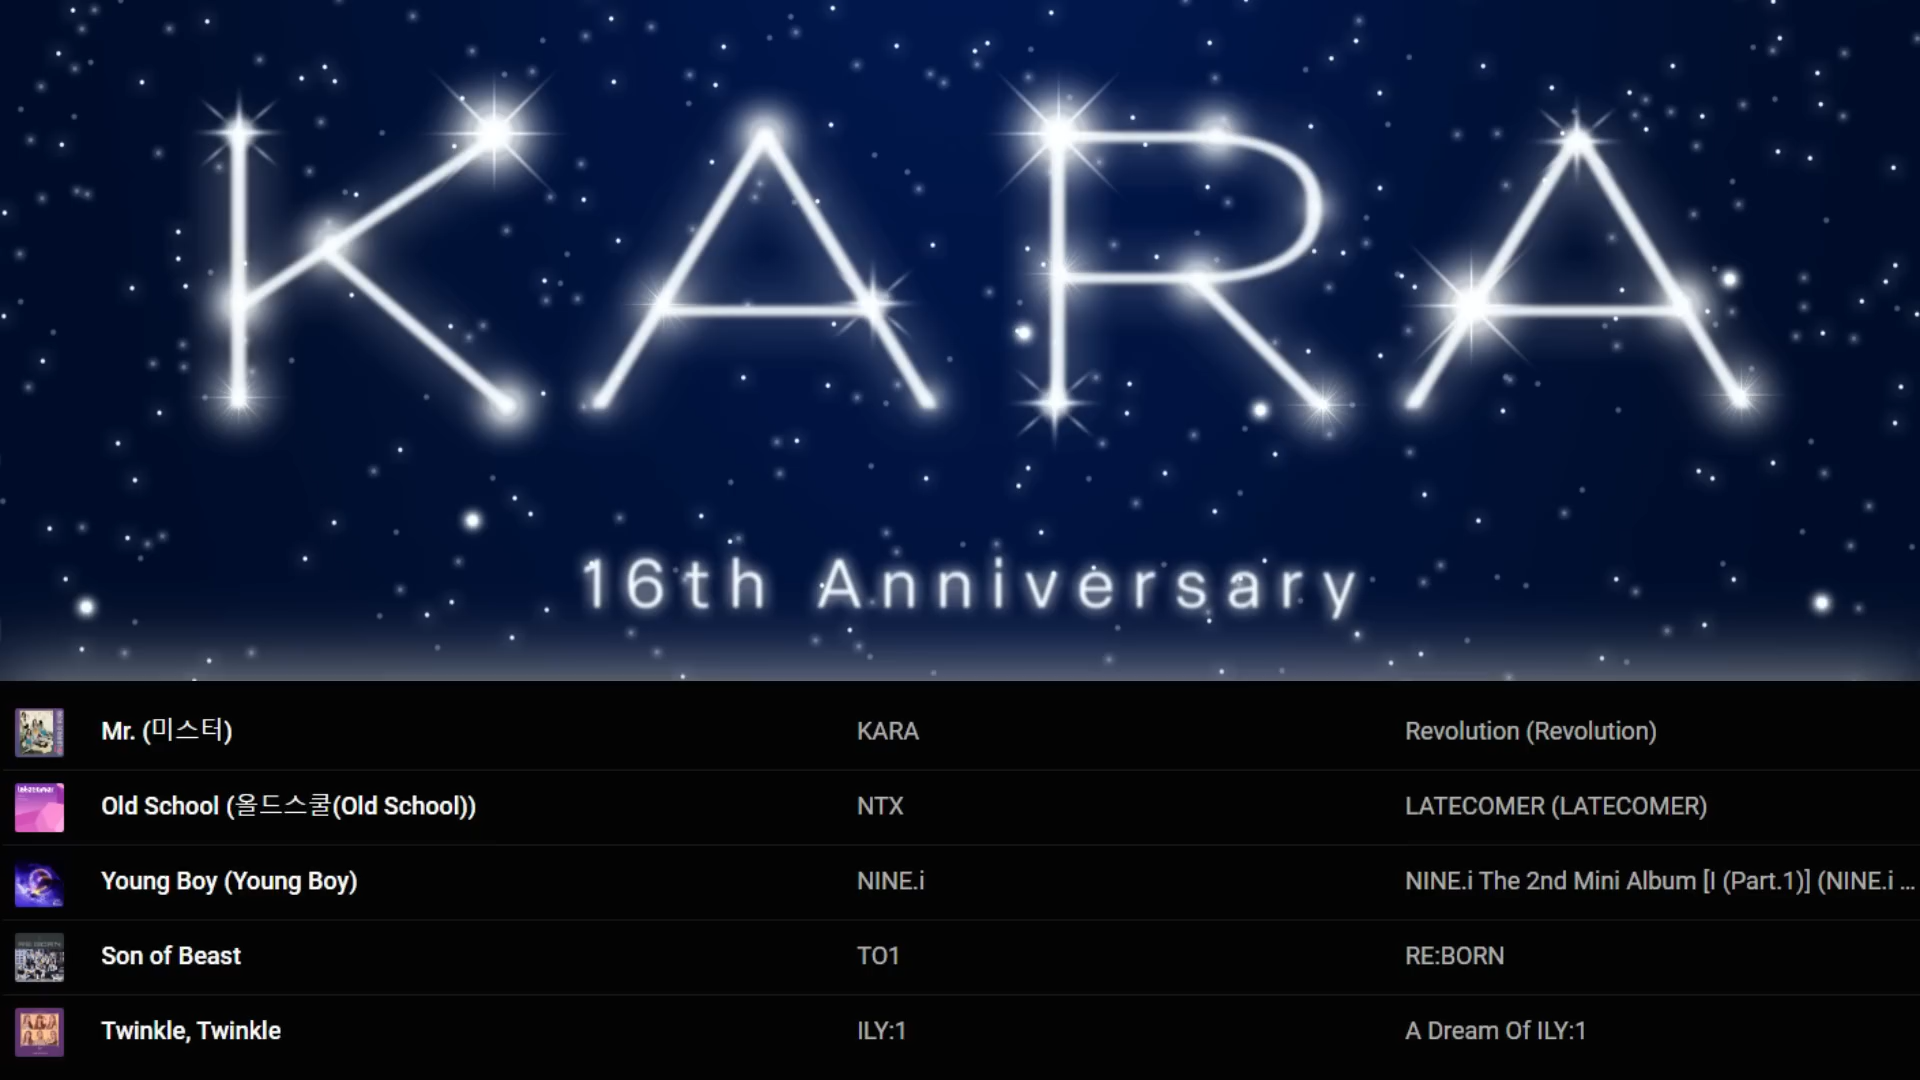 KARA
16th Anniversary
Mr. (미스터) KARA Revolution (Revolution)
Old School (올드스쿨(Old School)) NTX LATECOMER (LATECOMER)
Young Boy (Young Boy) NINE.i NINE.i The 2nd Mini Album [I (Part.1)] (NINE.i ...
Son of Beast TO1 RE:BORN
Twinkle, Twinkle ILY:1 A Dream Of ILY:1